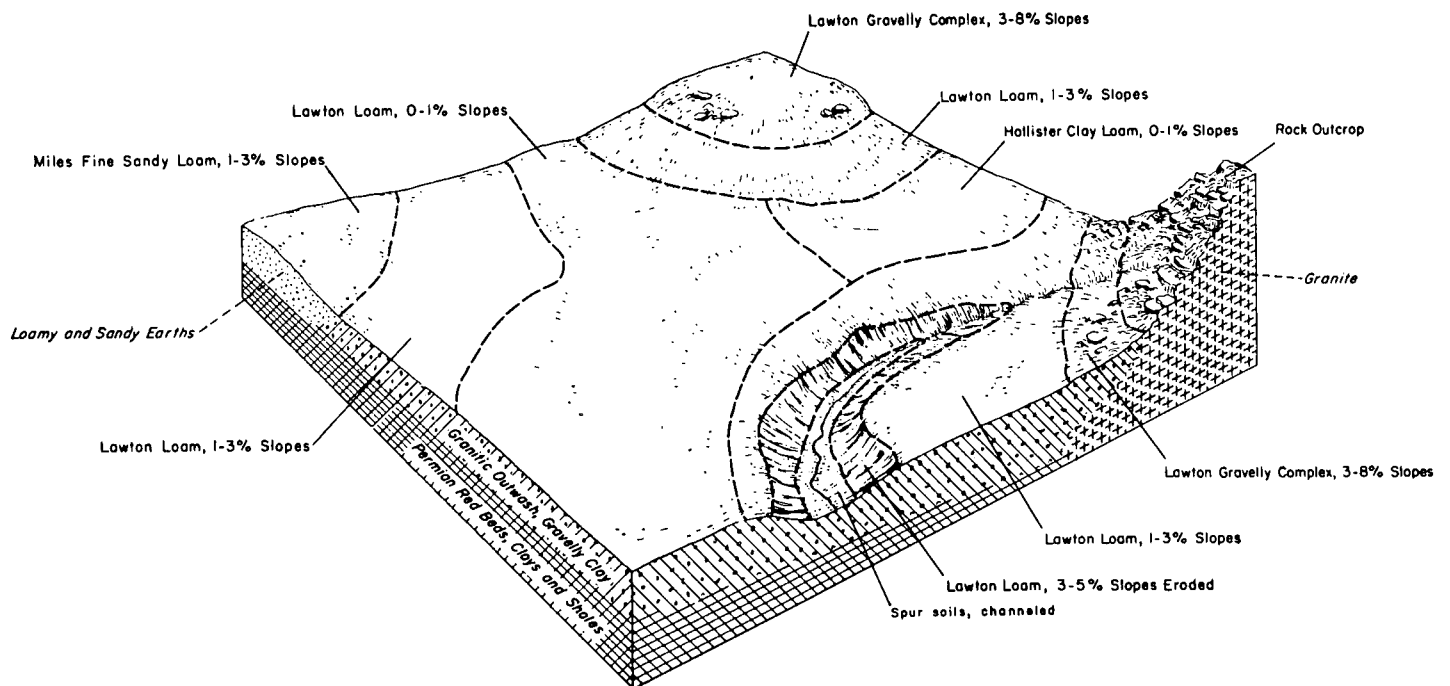 Lawton Gravelly Complex, 3-8% Slopes
Lawton Loam, 1-3% Slopes
Lawton Loam, 0-1% Slopes
Hollister Clay Loam, 0-1% Slopes
Rock Outcrop
Miles Fine Sandy Loam, 1-3% Slopes
Granite
Loamy and Sandy Earths
Lawton Loam, 1-3% Slopes
Granitic Outwash, Gravelly Clay
Permian Red Beds, Clays and Shales
Lawton Gravelly Complex, 3-8% Slopes
Lawton Loam, 1-3% Slopes
Lawton Loam, 3-5% Slopes Eroded
Spur soils, channeled